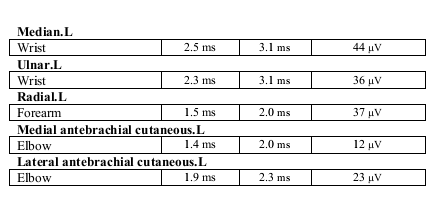 Median.L
Wrist 2.5 ms 3.1 ms 44 µV
Ulnar.L
Wrist 2.3 ms 3.1 ms 36 µV
Radial.L
Forearm 1.5 ms 2.0 ms 37 µV
Medial antebrachial cutaneous.L
Elbow 1.4 ms 2.0 ms 12 µV
Lateral antebrachial cutaneous.L
Elbow 1.9 ms 2.3 ms 23 µV